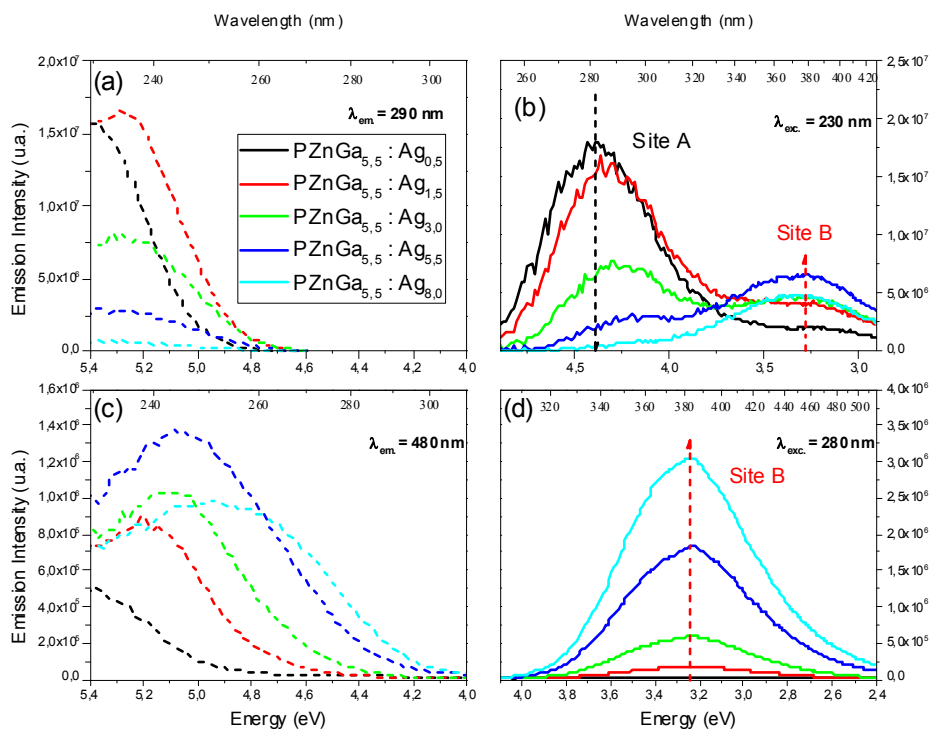 Wavelength (nm)
240 260 280 300
(a)
λem. = 290 nm
PZnGa5,5 : Ag0,5
PZnGa5,5 : Ag1,5
PZnGa5,5 : Ag3,0
PZnGa5,5 : Ag5,5
PZnGa5,5 : Ag8,0
2,0x10⁷
1,5x10⁷
1,0x10⁷
5,0x10⁶
0,0
5,4 5,2 5,0 4,8 4,6 4,4 4,2 4,0
Emission Intensity (u.a.)
Wavelength (nm)
260 280 300 320 340 360 380 400 420
(b)
λexc. = 230 nm
Site A
Site B
2,5x10⁷
2,0x10⁷
1,5x10⁷
1,0x10⁷
5,0x10⁶
0,0
4,5 4,0 3,5 3,0
240 260 280 300
(c)
λem. = 480 nm
1,6x10⁶
1,4x10⁶
1,2x10⁶
1,0x10⁶
8,0x10⁵
6,0x10⁵
4,0x10⁵
2,0x10⁵
0,0
5,4 5,2 5,0 4,8 4,6 4,4 4,2 4,0
Emission Intensity (u.a.)
Energy (eV)
320 340 360 380 400 420 440 460 480 500
(d)
λexc. = 280 nm
Site B
4,0x10⁶
3,5x10⁶
3,0x10⁶
2,5x10⁶
2,0x10⁶
1,5x10⁶
1,0x10⁶
5,0x10⁵
0,0
4,0 3,8 3,6 3,4 3,2 3,0 2,8 2,6 2,4
Energy (eV)